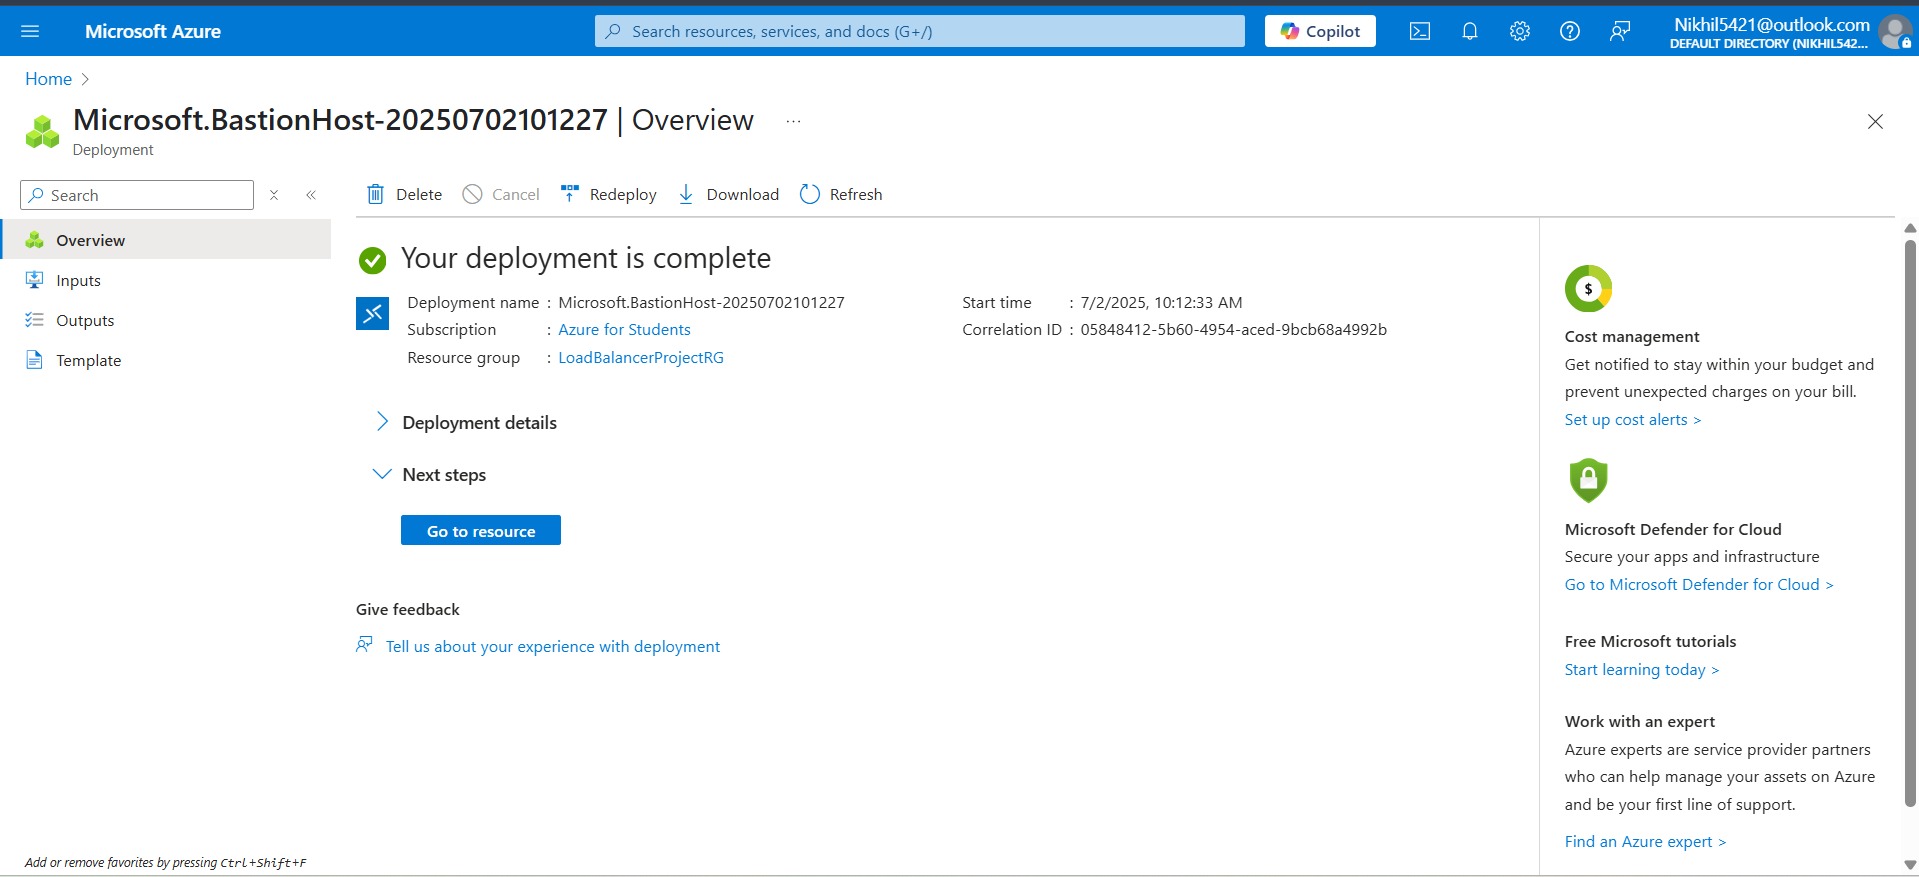 Microsoft Azure
Search resources, services, and docs (G+/)
Copilot
Nikhil5421@outlook.com
DEFAULT DIRECTORY (NIKHIL542...
Home
Microsoft.BastionHost-20250702101227 | Overview
...
Deployment
Search
Overview
Inputs
Outputs
Template
Add or remove favorites by pressing Ctrl+Shift+F
Delete
Cancel
Redeploy
Download
Refresh
Your deployment is complete
Deployment name : Microsoft.BastionHost-20250702101227
Subscription : Azure for Students
Resource group : LoadBalancerProjectRG
Start time : 7/2/2025, 10:12:33 AM
Correlation ID : 05848412-5b60-4954-aced-9bcb68a4992b
Deployment details
Next steps
Go to resource
Give feedback
Tell us about your experience with deployment
$
Cost management
Get notified to stay within your budget and
prevent unexpected charges on your bill.
Set up cost alerts >
Microsoft Defender for Cloud
Secure your apps and infrastructure
Go to Microsoft Defender for Cloud >
Free Microsoft tutorials
Start learning today >
Work with an expert
Azure experts are service provider partners
who can help manage your assets on Azure
and be your first line of support.
Find an Azure expert >